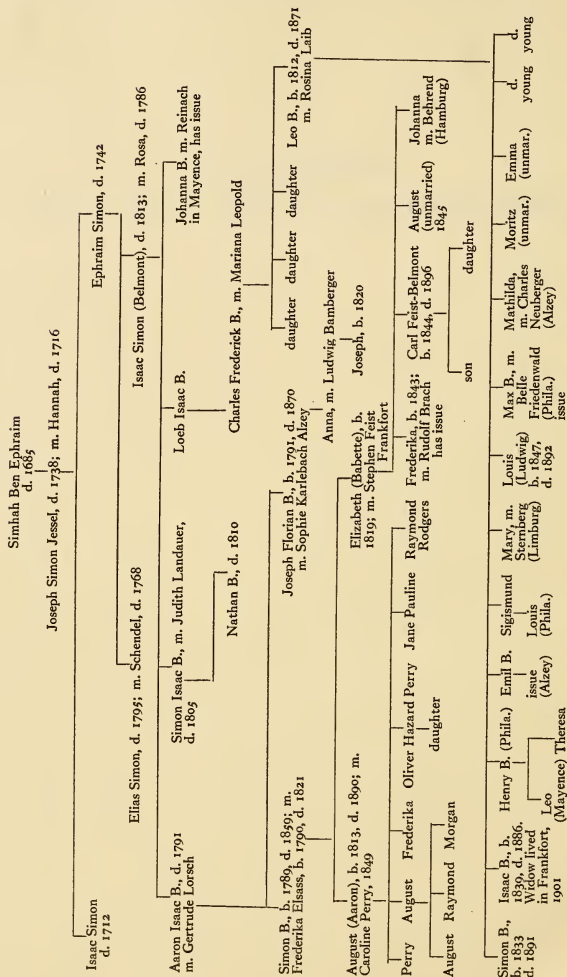 Simhah Ben Ephraim
d. 1685
Joseph Simon Jessel, d. 1738; m. Hannah, d. 1716
Isaac Simon
d. 1712
Ephraim Simon, d. 1742
Elias Simon, d. 1795; m. Schendel, d. 1768
Isaac Simon (Belmont), d. 1813; m. Rosa, d. 1786
Aaron Isaac B., d. 1791
m. Gertrude Lorsch
Simon Isaac B., m. Judith Landauer,
d. 1805
Loeb Isaac B.
Johanna B. m. Reinach
in Mayence, has issue
Nathan B., d. 1810
Charles Frederick B., m. Mariana Leopold
Simon B., b. 1789, d. 1859; m.
Frederika Elsass, b. 1790, d. 1821
Joseph Florian B., b. 1791, d. 1870
m. Sophie Karlebach Alzey
daughter
daughter
daughter
Leo B., b. 1812, d. 1871
m. Rosina Laib
Anna, m. Ludwig Bamberger
August (Aaron), b. 1813, d. 1890; m.
Caroline Perry, 1849
Elizabeth (Babette), b.
1819; m. Stephen Feist
Frankfort
Joseph, b. 1820
Perry
August
Frederika
Oliver Hazard Perry
Jane Pauline
Raymond
Rodgers
Frederika, b. 1843;
m. Rudolf Brach
has issue
Carl Feist-Belmont
b. 1844, d. 1896
August
(unmarried)
1845
Johanna
m. Behrend
(Hamburg)
August
Raymond
Morgan
daughter
son
daughter
Simon B.,
b. 1833
d. 1891
Isaac B., b.
1839, d. 1886.
Widow lived
in Frankfort,
1901
Henry B. (Phila.)
Emil B.
Sigismund
Mary, m.
Sternberg
(Limburg)
Louis
(Ludwig)
b. 1847,
d. 1892
Max B., m.
Belle
Friedenwald
(Phila.)
issue
Mathilda,
m. Charles
Neuberger
(Alzey)
Moritz
(unmar.)
Emma
(unmar.)
d.
young
d.
young
Leo
(Mayence)
Theresa
issue
(Alzey)
Louis
(Phila.)